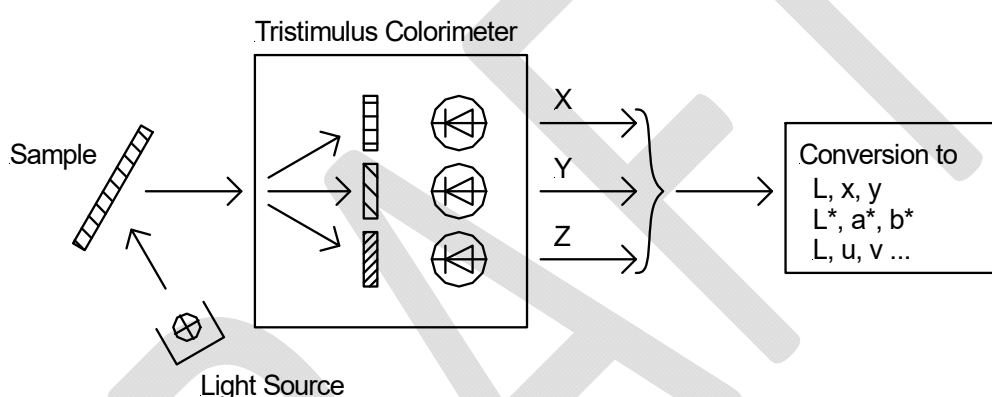 Tristimulus Colorimeter
Sample
Light Source
X
Y
Z
Conversion to
L, x, y
L*, a*, b*
L, u, v ...